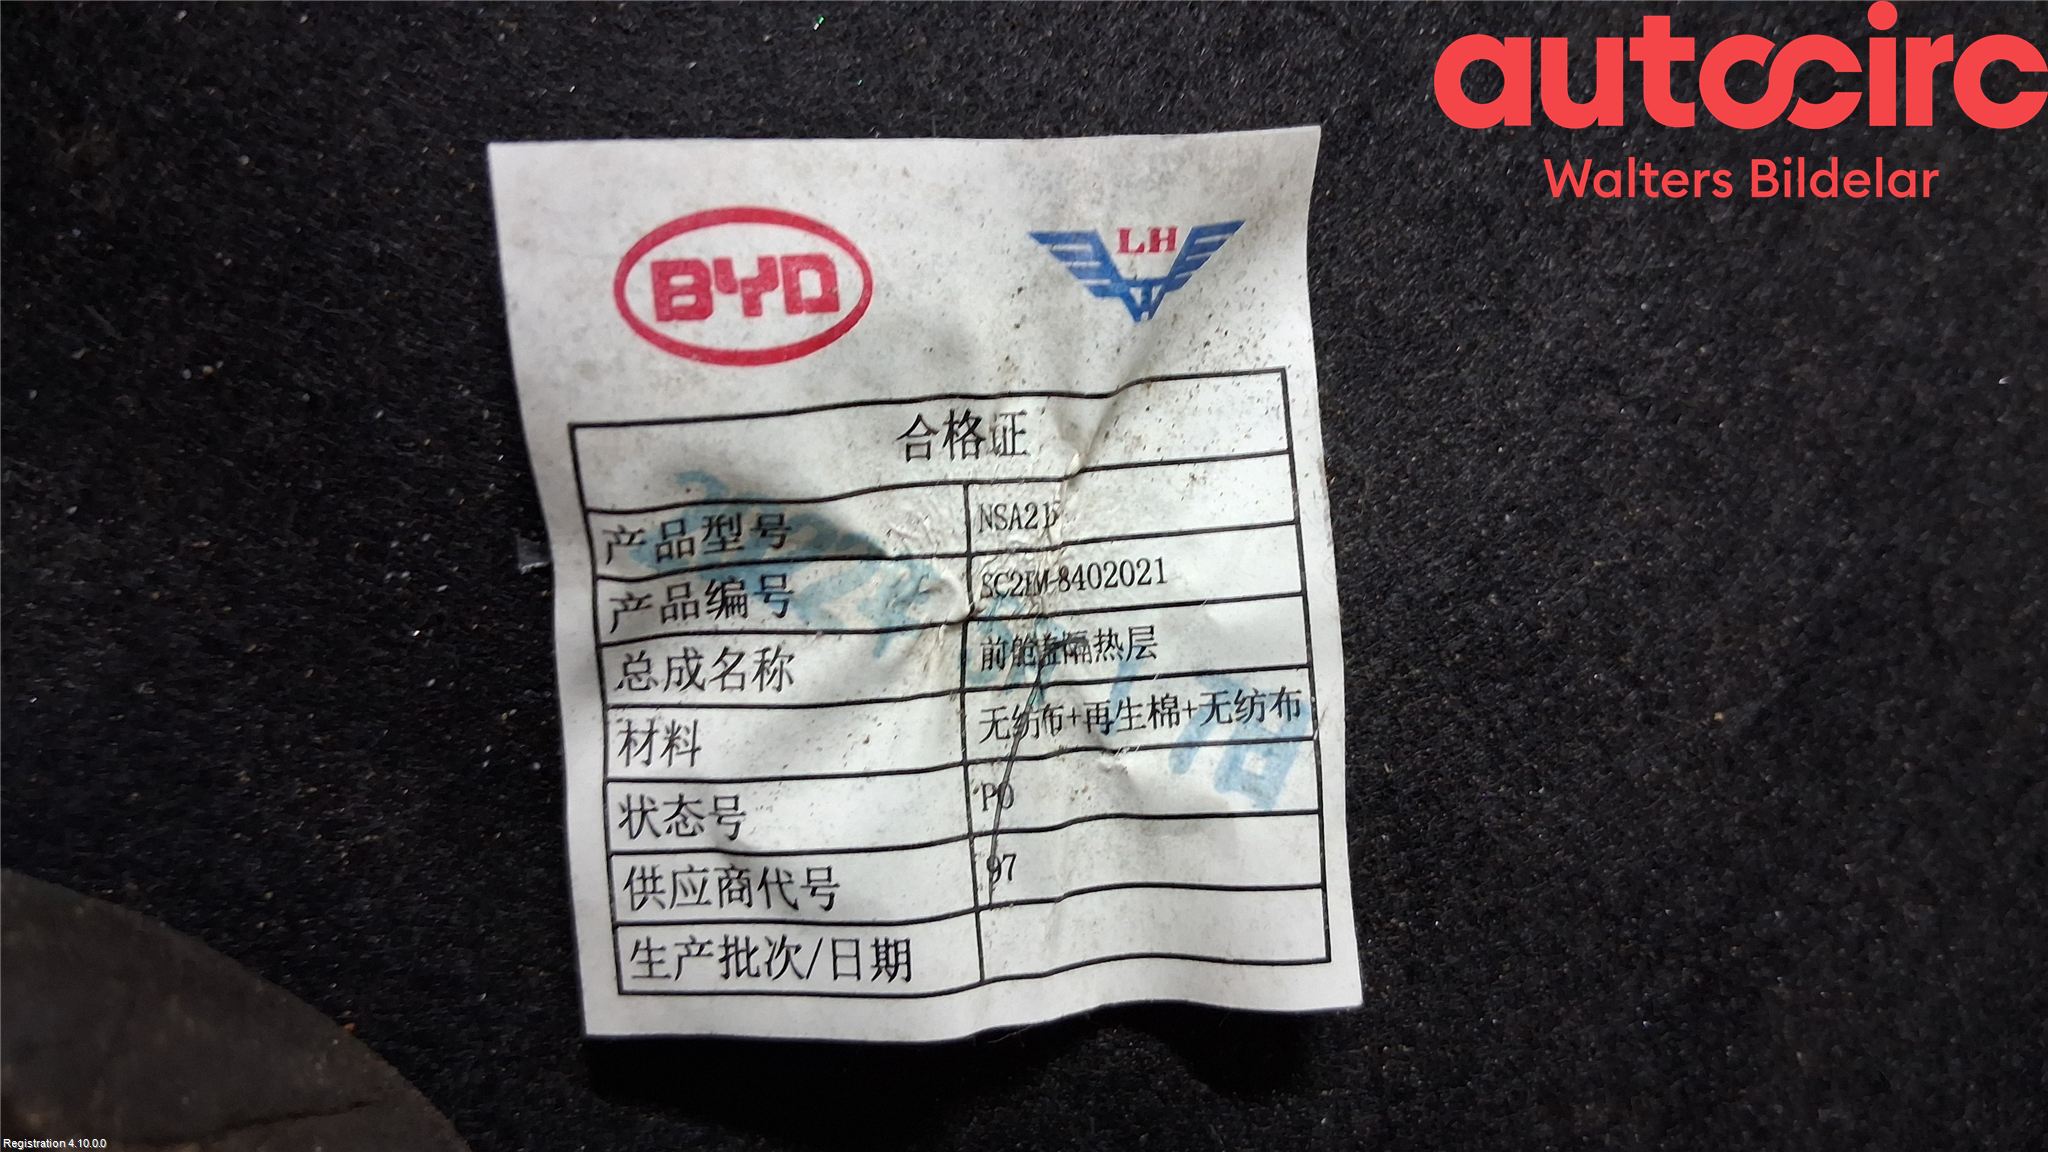 autocirc
Walters Bildelar
BYD
LH
合格证
产品型号 NSA21
产品编号 SC2EM-8402021
总成名称 前舱盖隔热层
材料 无纺布+再生棉+无纺布
状态号 P0
供应商代号 97
生产批次/日期
Registration 4.10.0.0